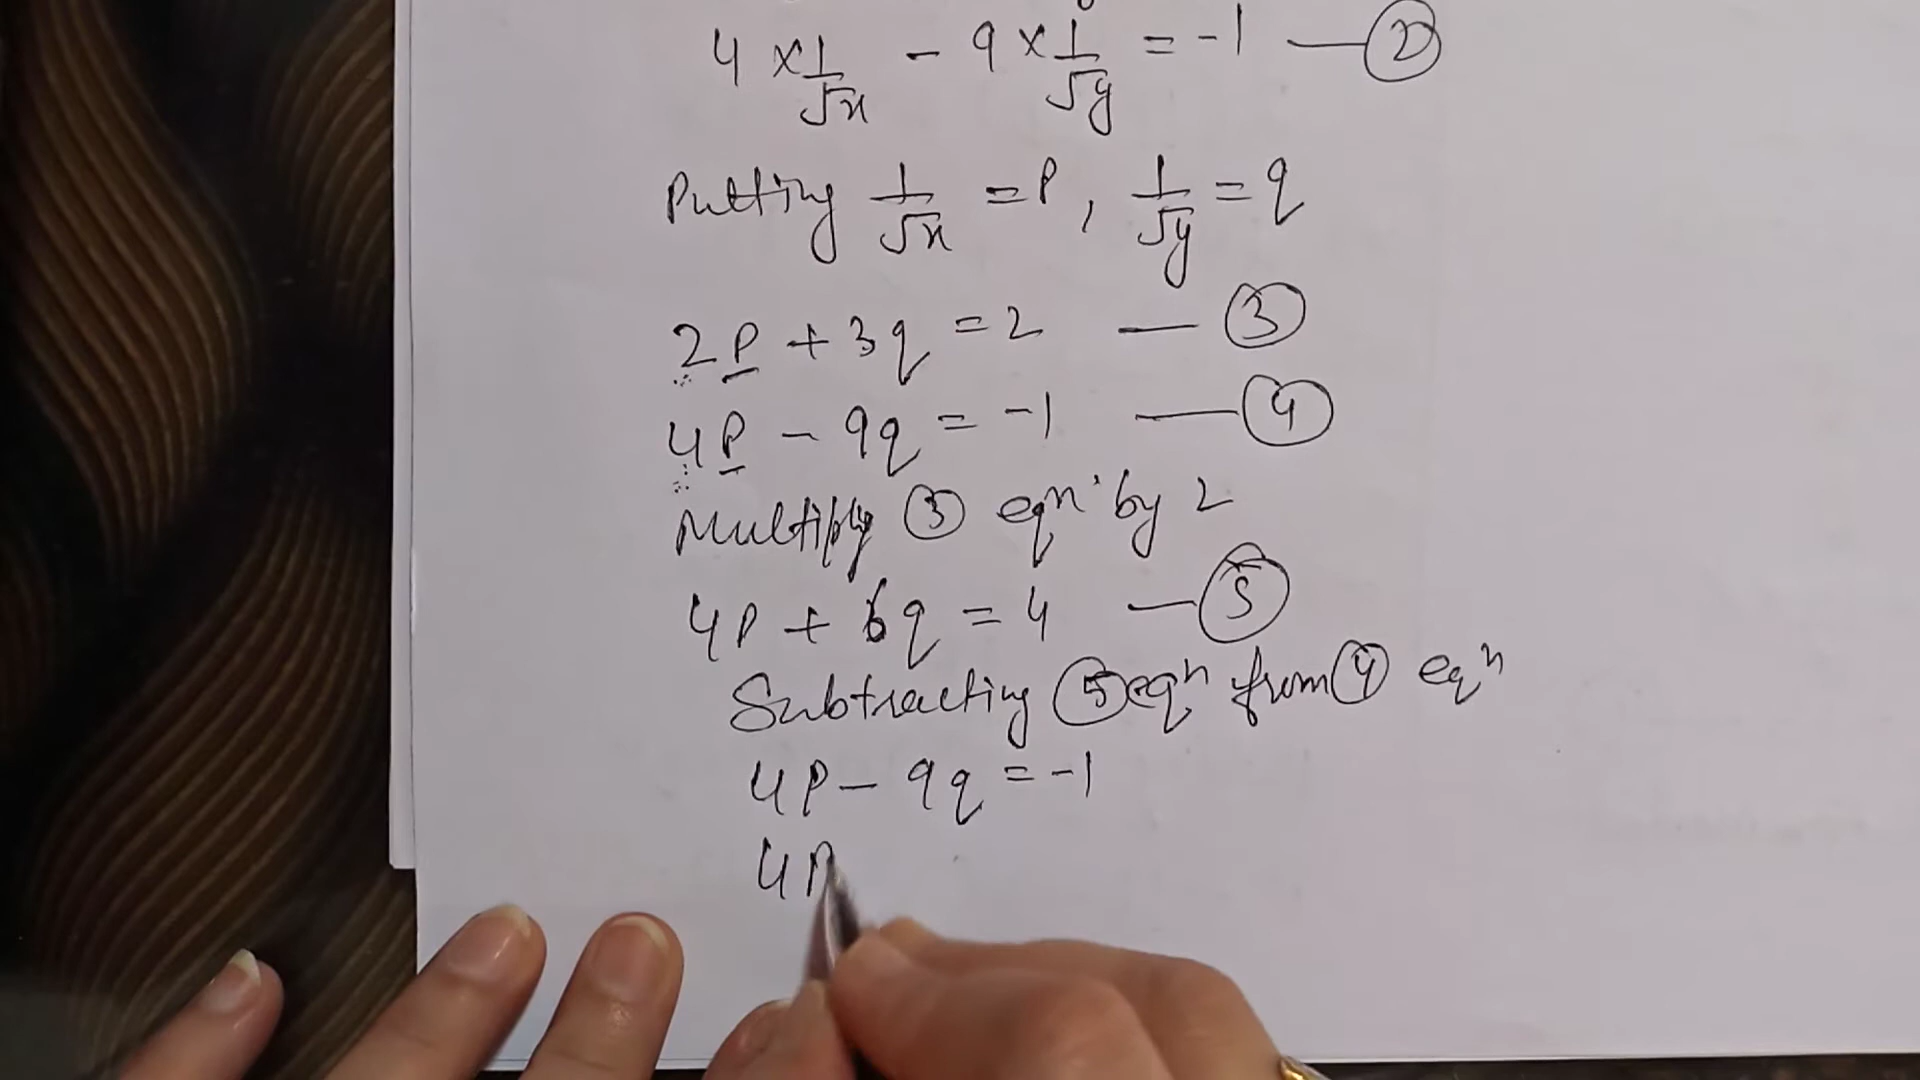 4 × 1/√x - 9 × 1/√y = -1 — ②
Putting 1/√x = P, 1/√y = q
2P + 3q = 2 — ③
4P - 9q = -1 — ④
Multiply ③ eqn. by 2
4P + 6q = 4 — ⑤
Subtracting ⑤ eqⁿ from ④ eqⁿ
4P - 9q = -1
4P